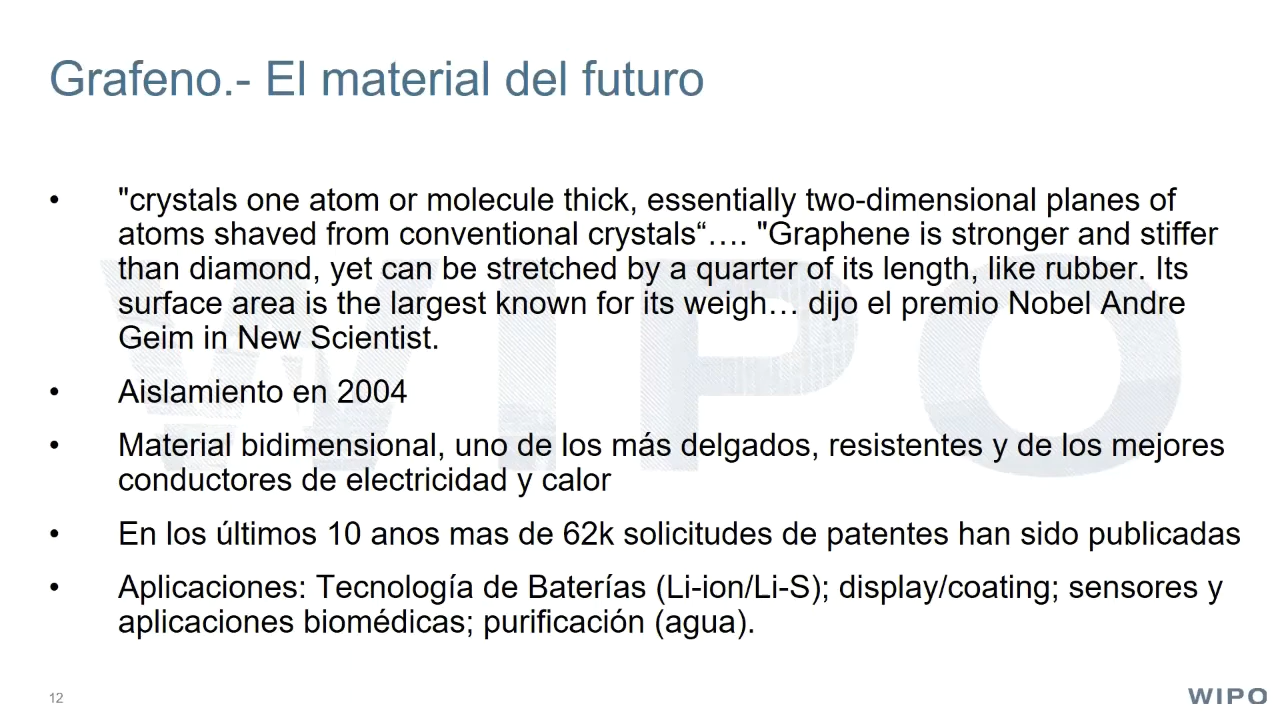 Grafeno.- El material del futuro
• "crystals one atom or molecule thick, essentially two-dimensional planes of
atoms shaved from conventional crystals“…. "Graphene is stronger and stiffer
than diamond, yet can be stretched by a quarter of its length, like rubber. Its
surface area is the largest known for its weigh… dijo el premio Nobel Andre
Geim in New Scientist.
• Aislamiento en 2004
• Material bidimensional, uno de los más delgados, resistentes y de los mejores
conductores de electricidad y calor
• En los últimos 10 anos mas de 62k solicitudes de patentes han sido publicadas
• Aplicaciones: Tecnología de Baterías (Li-ion/Li-S); display/coating; sensores y
aplicaciones biomédicas; purificación (agua).
WIPO
12
WIPO